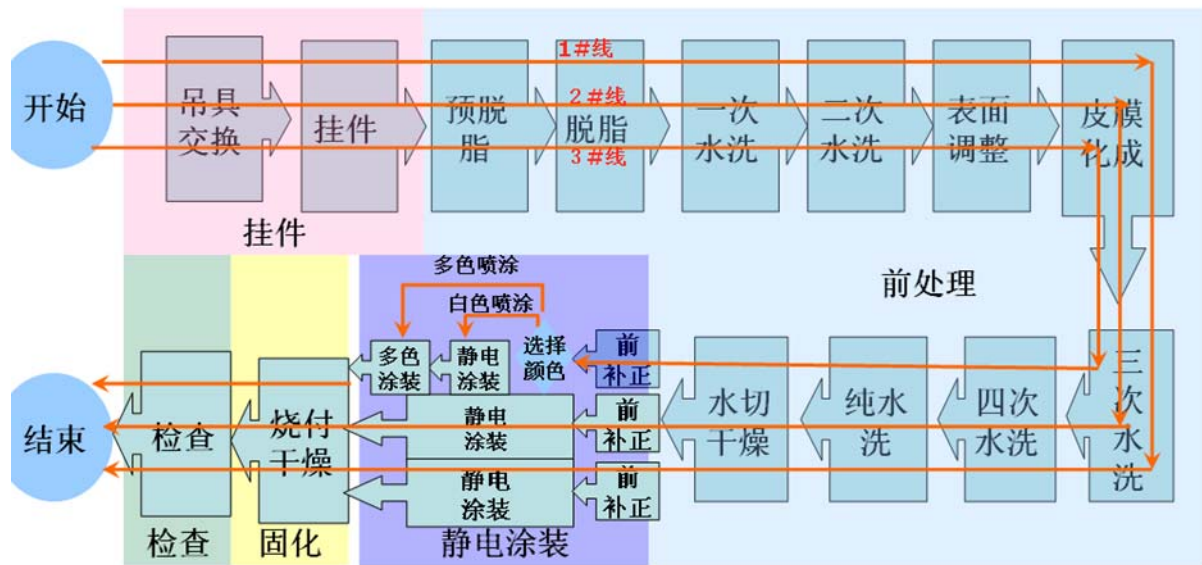 开始
吊具
交换
挂件
预脱
脂
脱脂
一次
水洗
二次
水洗
表面
调整
皮膜
化成
1#线
2#线
3#线
挂件
前处理
多色喷涂
白色喷涂
多色
涂装
静电
涂装
选择
颜色
前
补正
静电
涂装
前
补正
静电
涂装
前
补正
水切
干燥
纯水
洗
四次
水洗
三
次
水
洗
烧付
干燥
检查
结束
检查
固化
静电涂装